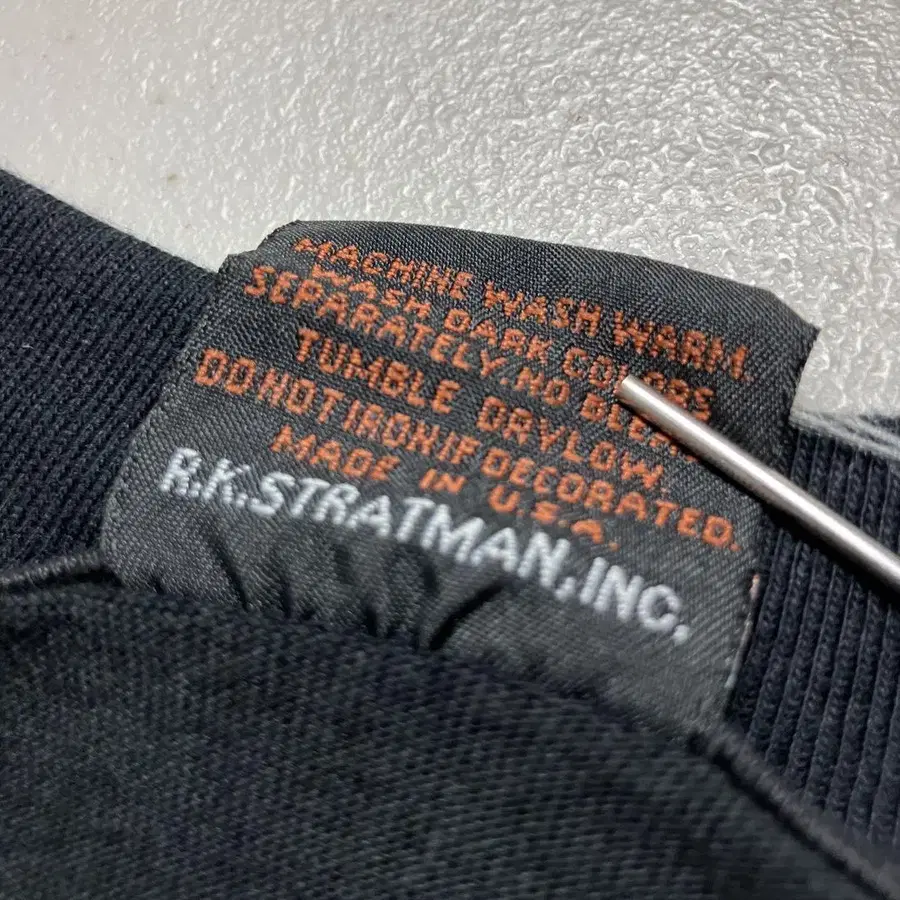 MACHINE WASH WARM.
WASH DARK COLORS
SEPARATELY. NO
TUMBLE DRY LOW.
DO NOT IRON IF DECORATED.
MADE IN U.S.A.
R.K.STRATMAN,INC.